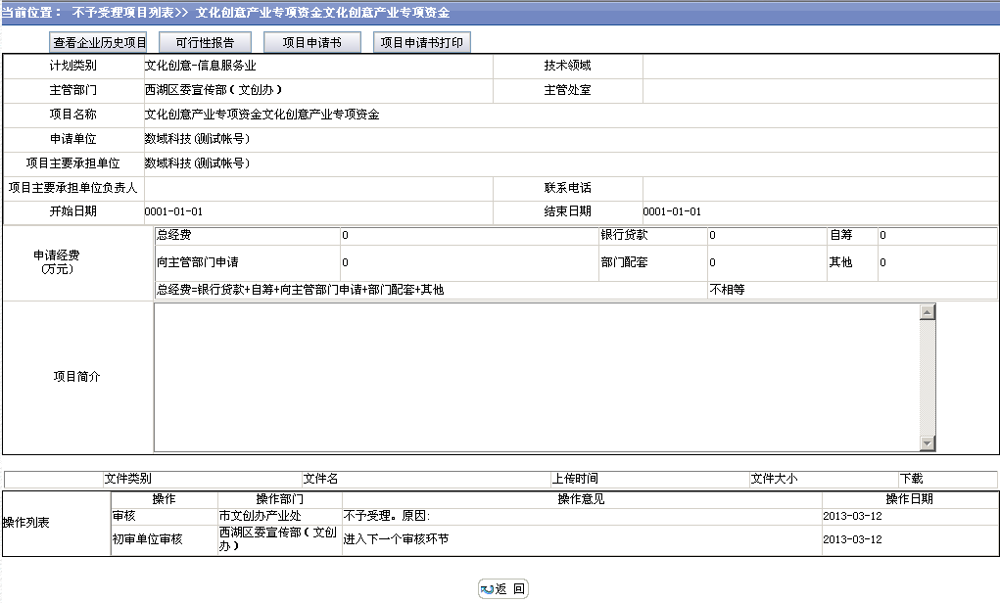 当前位置： 不予受理项目列表>> 文化创意产业专项资金文化创意产业专项资金
查看企业历史项目 可行性报告 项目申请书 项目申请书打印
计划类别 文化创意-信息服务业 技术领域
主管部门 西湖区委宣传部（文创办） 主管处室
项目名称 文化创意产业专项资金文化创意产业专项资金
申请单位 数域科技(测试帐号)
项目主要承担单位 数域科技(测试帐号)
项目主要承担单位负责人 联系电话
开始日期 0001-01-01 结束日期 0001-01-01
总经费 0 银行贷款 0 自筹 0
申请经费
(万元)
向主管部门申请 0 部门配套 0 其他 0
总经费=银行贷款+自筹+向主管部门申请+部门配套+其他 不相等
项目简介
文件类别 文件名 上传时间 文件大小 下载
操作 操作部门 操作意见 操作日期
审核 市文创办产业处 不予受理。原因: 2013-03-12
操作列表
初审单位审核 西湖区委宣传部（文创 进入下一个审核环节 2013-03-12
办）
返 回